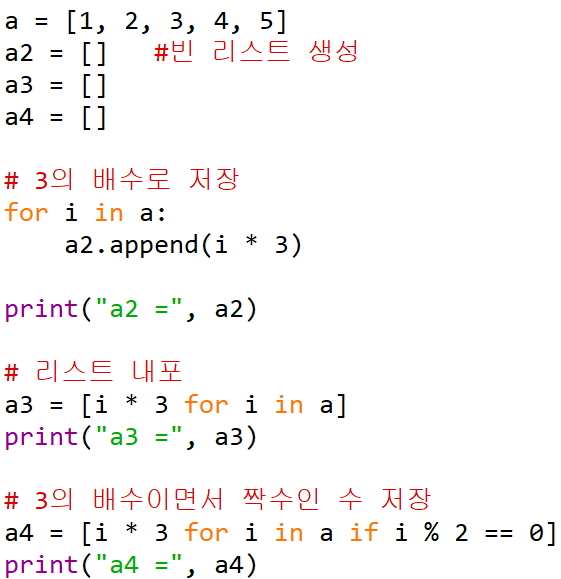 a = [1, 2, 3, 4, 5]
a2 = []   #빈 리스트 생성
a3 = []
a4 = []

# 3의 배수로 저장
for i in a:
    a2.append(i * 3)

print("a2 =", a2)

# 리스트 내포
a3 = [i * 3 for i in a]
print("a3 =", a3)

# 3의 배수이면서 짝수인 수 저장
a4 = [i * 3 for i in a if i % 2 == 0]
print("a4 =", a4)